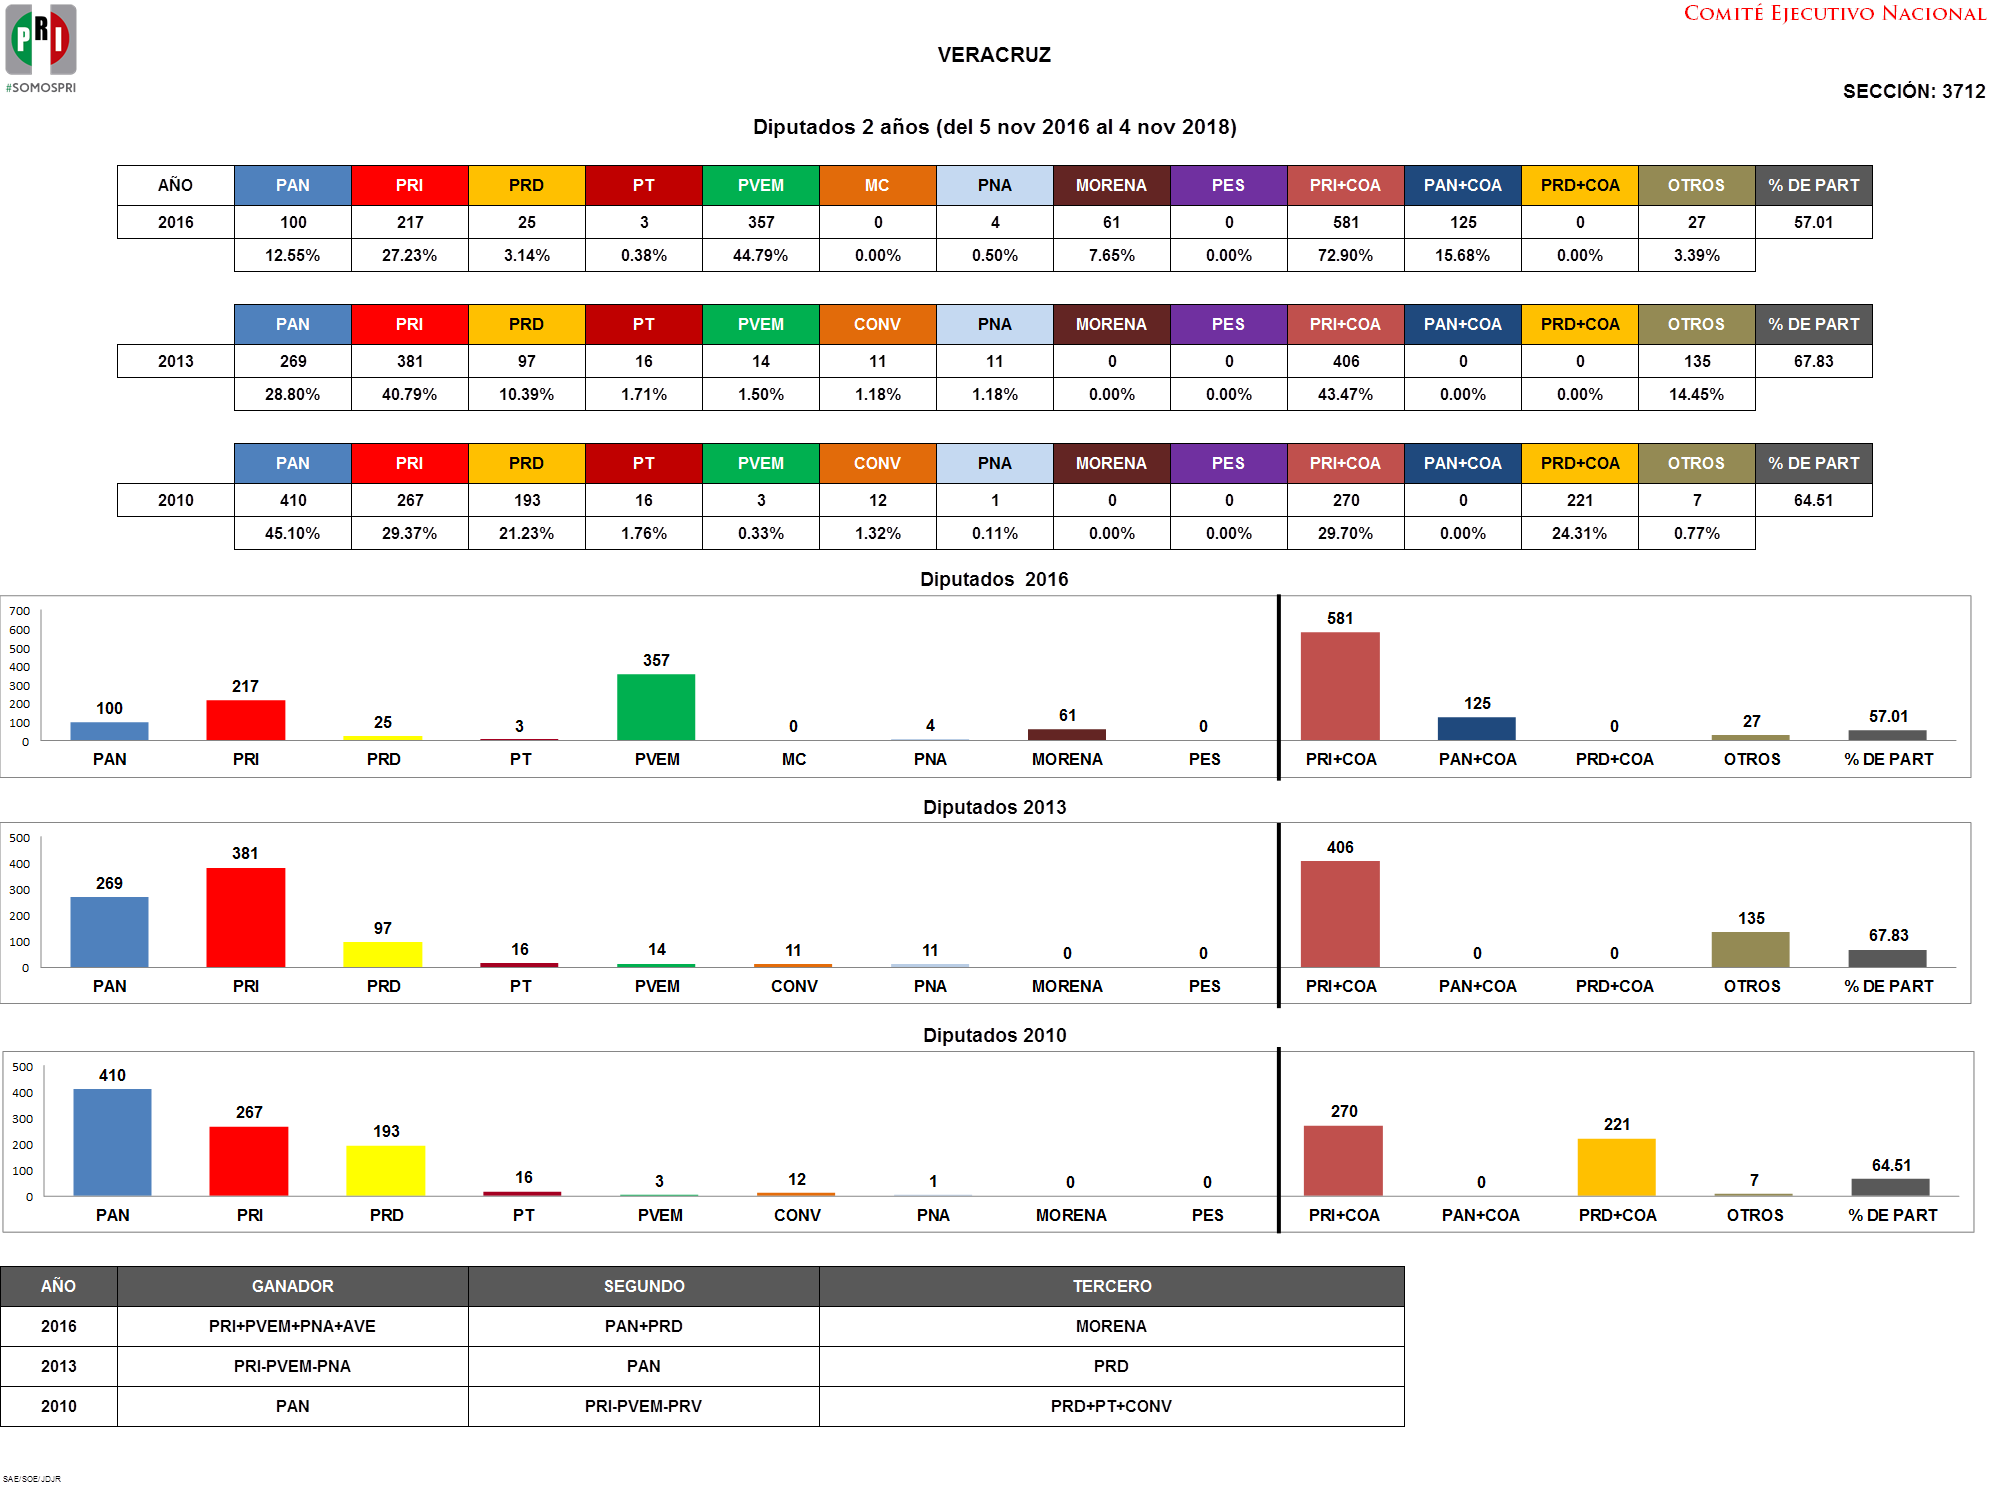 PRI
#SOMOSPRI
COMITÉ EJECUTIVO NACIONAL
VERACRUZ
SECCIÓN: 3712
Diputados 2 años (del 5 nov 2016 al 4 nov 2018)
AÑO PAN PRI PRD PT PVEM MC PNA MORENA PES PRI+COA PAN+COA PRD+COA OTROS % DE PART
2016 100 217 25 3 357 0 4 61 0 581 125 0 27 57.01
12.55% 27.23% 3.14% 0.38% 44.79% 0.00% 0.50% 7.65% 0.00% 72.90% 15.68% 0.00% 3.39%
PAN PRI PRD PT PVEM CONV PNA MORENA PES PRI+COA PAN+COA PRD+COA OTROS % DE PART
2013 269 381 97 16 14 11 11 0 0 406 0 0 135 67.83
28.80% 40.79% 10.39% 1.71% 1.50% 1.18% 1.18% 0.00% 0.00% 43.47% 0.00% 0.00% 14.45%
PAN PRI PRD PT PVEM CONV PNA MORENA PES PRI+COA PAN+COA PRD+COA OTROS % DE PART
2010 410 267 193 16 3 12 1 0 0 270 0 221 7 64.51
45.10% 29.37% 21.23% 1.76% 0.33% 1.32% 0.11% 0.00% 0.00% 29.70% 0.00% 24.31% 0.77%
Diputados 2016
700
600
500
400
300
200
100
0
100 217 25 3 357 0 4 61 0 581 125 0 27 57.01
PAN PRI PRD PT PVEM MC PNA MORENA PES PRI+COA PAN+COA PRD+COA OTROS % DE PART
Diputados 2013
500
400
300
200
100
0
269 381 97 16 14 11 11 0 0 406 0 0 135 67.83
PAN PRI PRD PT PVEM CONV PNA MORENA PES PRI+COA PAN+COA PRD+COA OTROS % DE PART
Diputados 2010
500
400
300
200
100
0
410 267 193 16 3 12 1 0 0 270 0 221 7 64.51
PAN PRI PRD PT PVEM CONV PNA MORENA PES PRI+COA PAN+COA PRD+COA OTROS % DE PART
AÑO GANADOR SEGUNDO TERCERO
2016 PRI+PVEM+PNA+AVE PAN+PRD MORENA
2013 PRI-PVEM-PNA PAN PRD
2010 PAN PRI-PVEM-PRV PRD+PT+CONV
SAE/SOE/JDJR